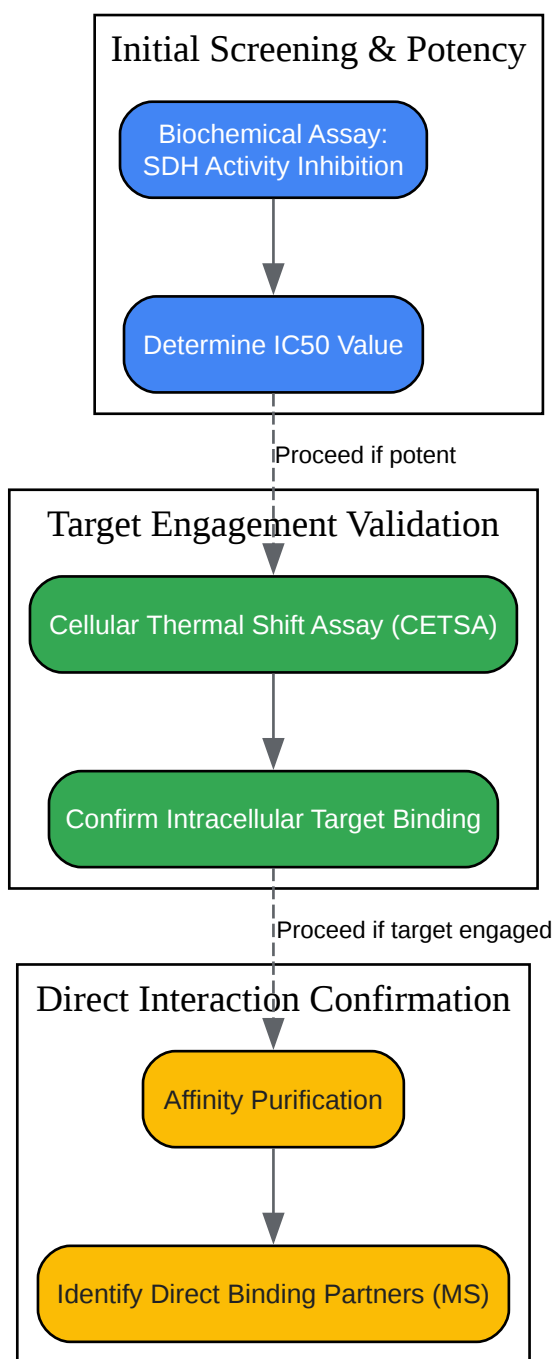 Initial Screening & Potency
Biochemical Assay:
SDH Activity Inhibition
Determine IC50 Value
Proceed if potent
Target Engagement Validation
Cellular Thermal Shift Assay (CETSA)
Confirm Intracellular Target Binding
Proceed if target engaged
Direct Interaction Confirmation
Affinity Purification
Identify Direct Binding Partners (MS)